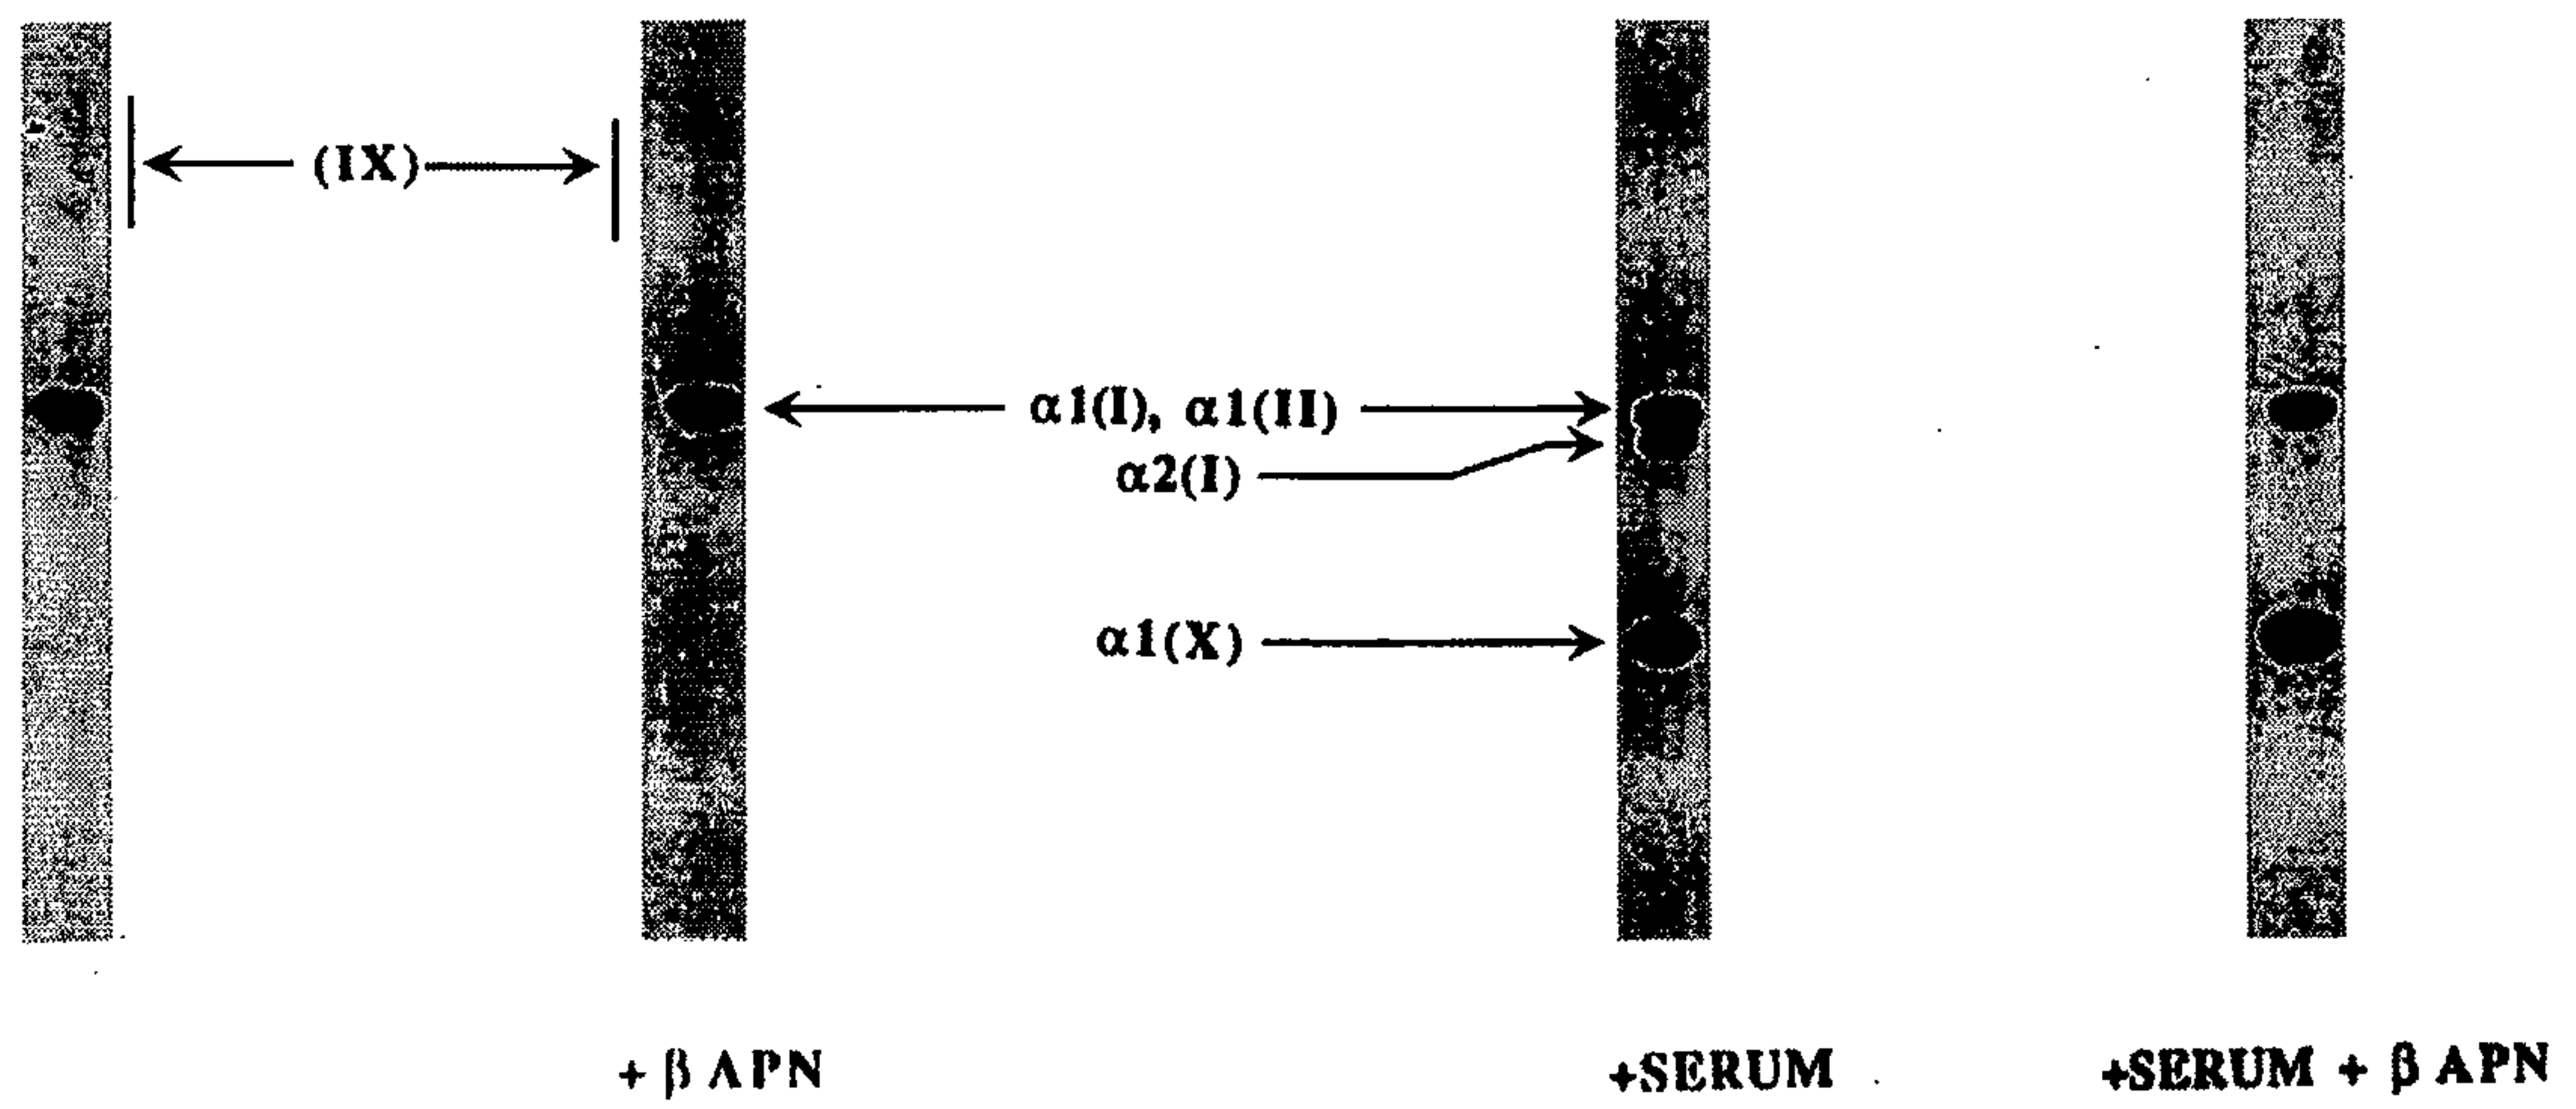 (IX)
α1(I), α1(II)
α2(I)
α1(X)
+ β APN
+SERUM
+SERUM + β APN